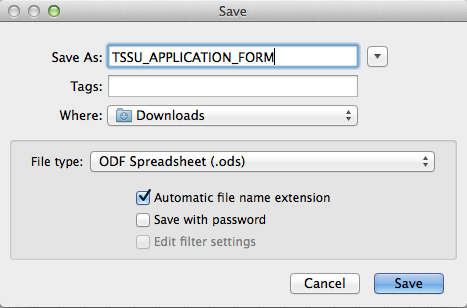 Save
Save As: TSSU_APPLICATION_FORM
Tags:
Where: Downloads
File type: ODF Spreadsheet (.ods)
Automatic file name extension
Save with password
Edit filter settings
Cancel Save